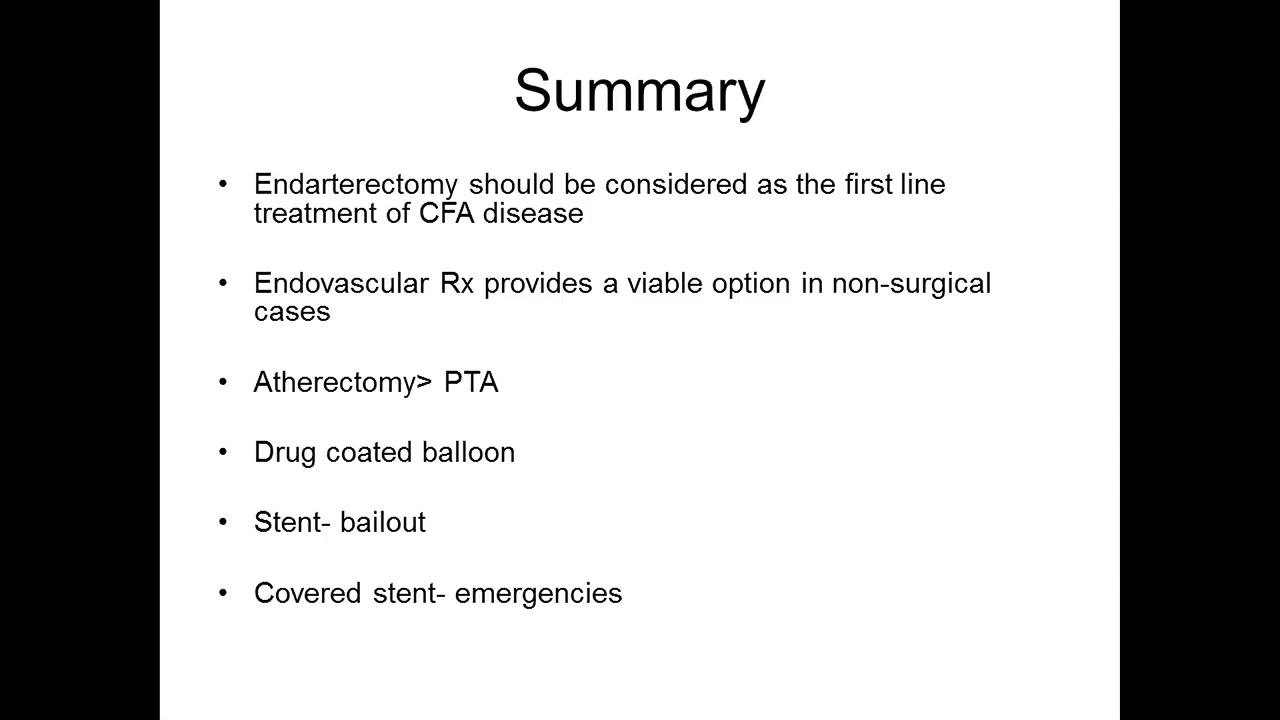 Summary
• Endarterectomy should be considered as the first line
treatment of CFA disease
• Endovascular Rx provides a viable option in non-surgical
cases
• Atherectomy> PTA
• Drug coated balloon
• Stent- bailout
• Covered stent- emergencies